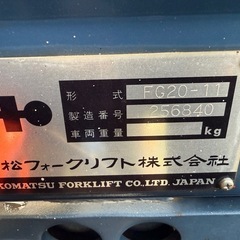 形式 FG20-11
製造番号 256840
車両重量 kg
松フォークリフト株式会社
KOMATSU FORKLIFT CO.LTD. JAPAN